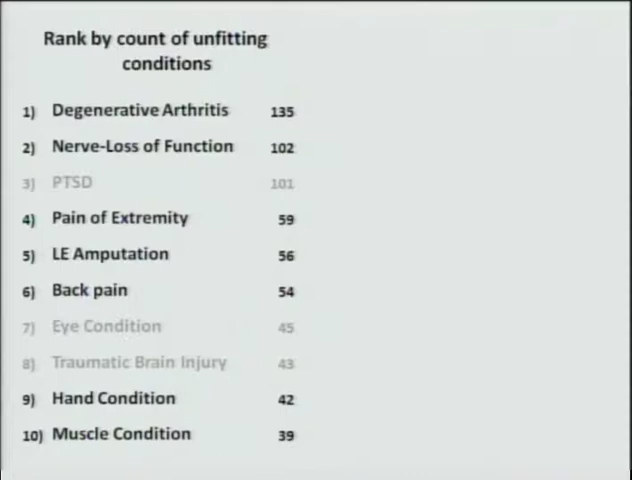 Rank by count of unfitting
conditions
1) Degenerative Arthritis 135
2) Nerve-Loss of Function 102
3) PTSD 101
4) Pain of Extremity 59
5) LE Amputation 56
6) Back pain 54
7) Eye Condition 45
8) Traumatic Brain Injury 43
9) Hand Condition 42
10) Muscle Condition 39